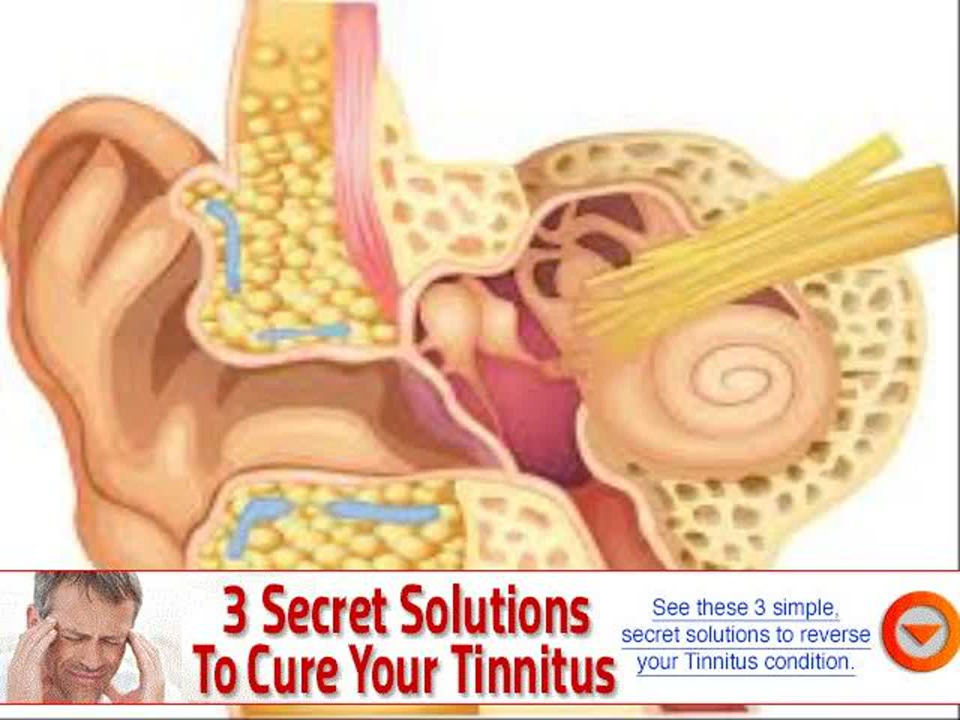 3 Secret Solutions
To Cure Your Tinnitus
See these 3 simple,
secret solutions to reverse
your Tinnitus condition.